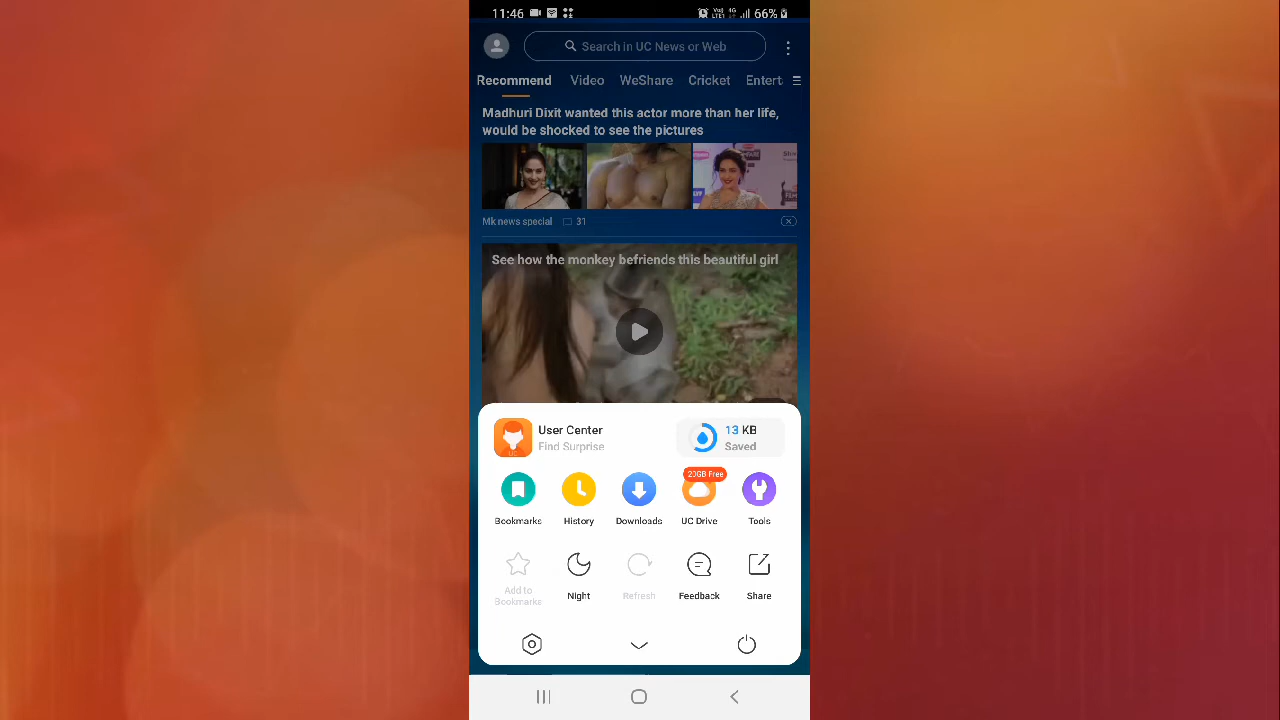 11:46
66%
Search in UC News or Web
Recommend Video WeShare Cricket Entert
Madhuri Dixit wanted this actor more than her life,
would be shocked to see the pictures
Mk news special 31
See how the monkey befriends this beautiful girl
User Center
Find Surprise
13 KB
Saved
20GB Free
Bookmarks History Downloads UC Drive Tools
Add to
Bookmarks
Night Refresh Feedback Share